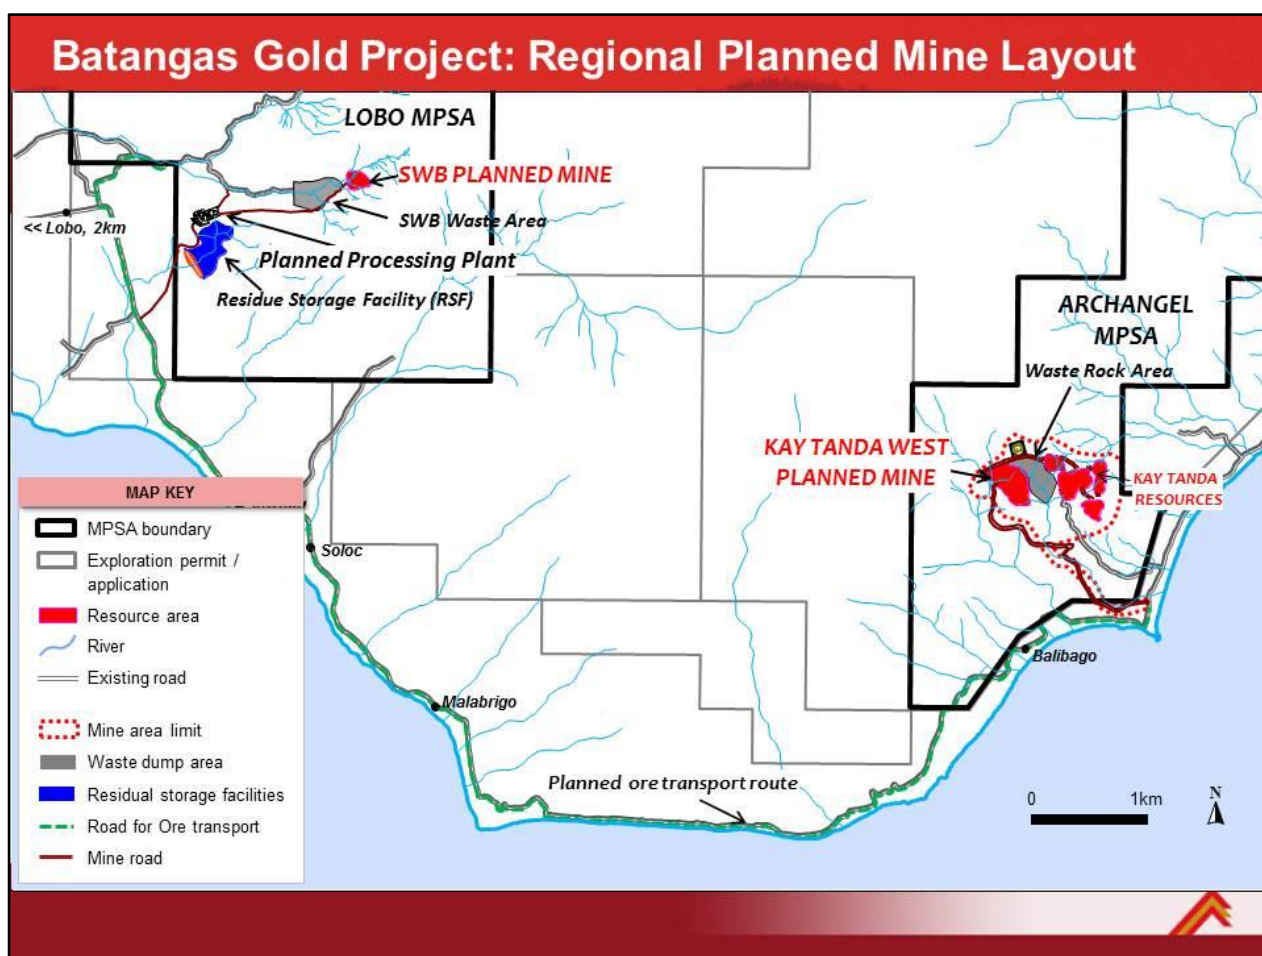 Batangas Gold Project: Regional Planned Mine Layout
LOBO MPSA
SWB PLANNED MINE
SWB Waste Area
<< Lobo, 2km
Planned Processing Plant
Residue Storage Facility (RSF)
ARCHANGEL
MPSA
Waste Rock Area
KAY TANDA WEST
PLANNED MINE
KAY TANDA
RESOURCES
MAP KEY
MPSA boundary
Exploration permit /
application
Resource area
River
Existing road
Mine area limit
Waste dump area
Residual storage facilities
Road for Ore transport
Mine road
Soloc
Malabrigo
Balibago
Planned ore transport route
0 1km
N